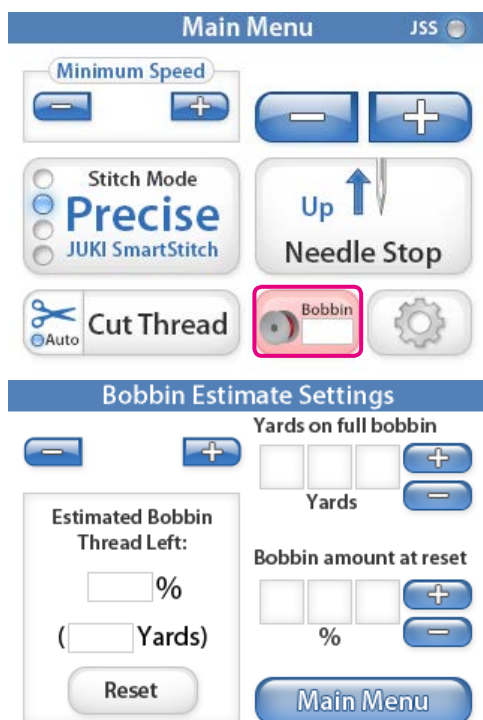 Main Menu
JSS
Minimum Speed
Stitch Mode
Precise
JUKI SmartStitch
Up
Needle Stop
Auto
Cut Thread
Bobbin
Bobbin Estimate Settings
Yards on full bobbin
Yards
Estimated Bobbin
Thread Left:
%
( Yards)
Reset
Bobbin amount at reset
%
Main Menu